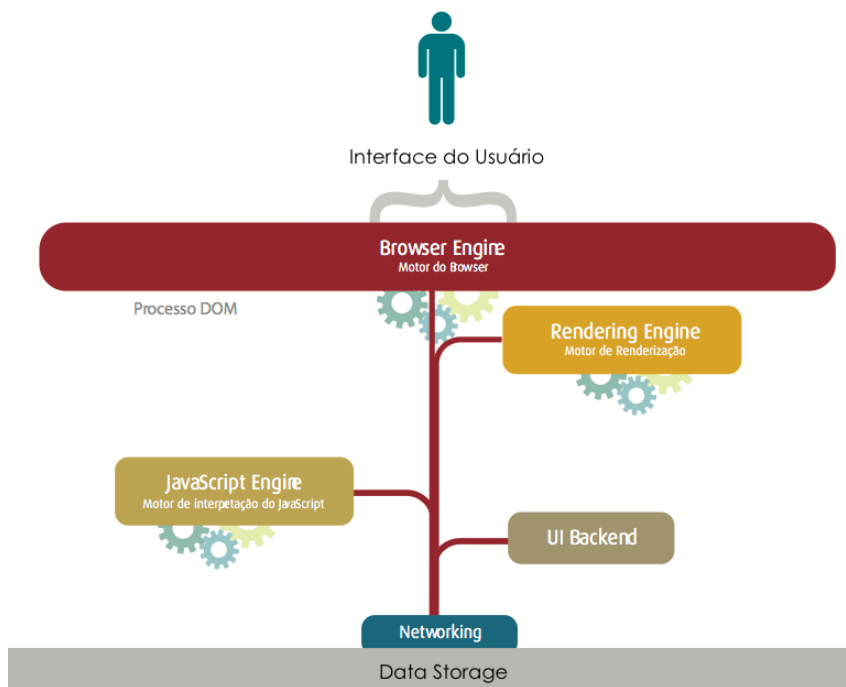 Interface do Usuário
Browser Engine
Motor do Browser
Processo DOM
Rendering Engine
Motor de Renderização
JavaScript Engine
Motor de interpetação do JavaScript
UI Backend
Networking
Data Storage